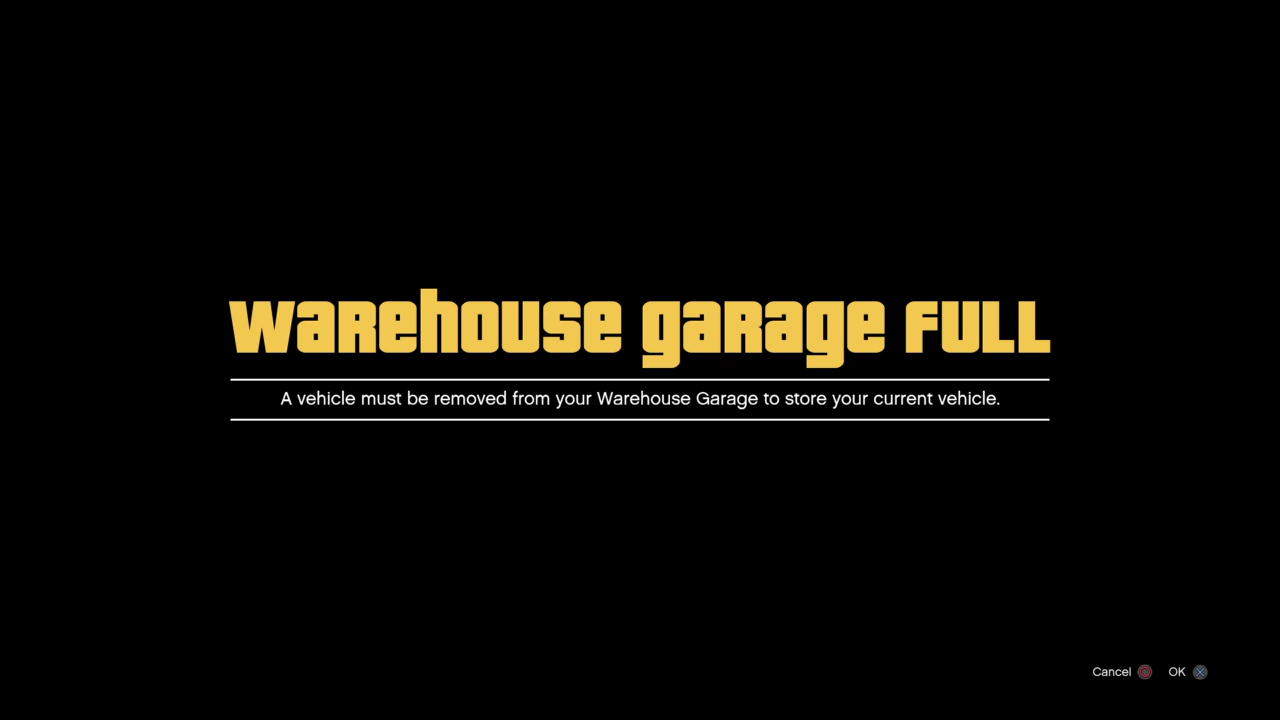 warehouse garage FULL
A vehicle must be removed from your Warehouse Garage to store your current vehicle.
Cancel OK